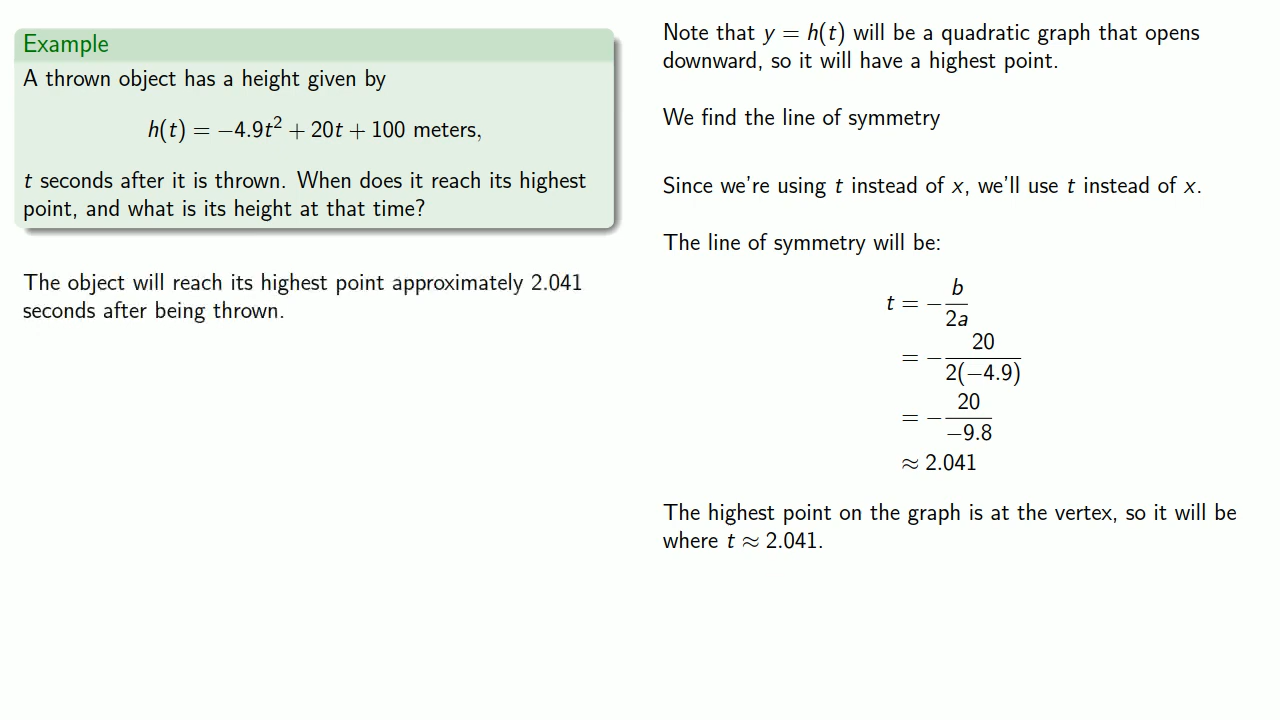 Example
A thrown object has a height given by
h(t) = −4.9t² + 20t + 100 meters,
t seconds after it is thrown. When does it reach its highest
point, and what is its height at that time?
The object will reach its highest point approximately 2.041
seconds after being thrown.
Note that y = h(t) will be a quadratic graph that opens
downward, so it will have a highest point.
We find the line of symmetry
Since we're using t instead of x, we'll use t instead of x.
The line of symmetry will be:
t = −b/2a
= −20/2(−4.9)
= −20/−9.8
≈ 2.041
The highest point on the graph is at the vertex, so it will be
where t ≈ 2.041.